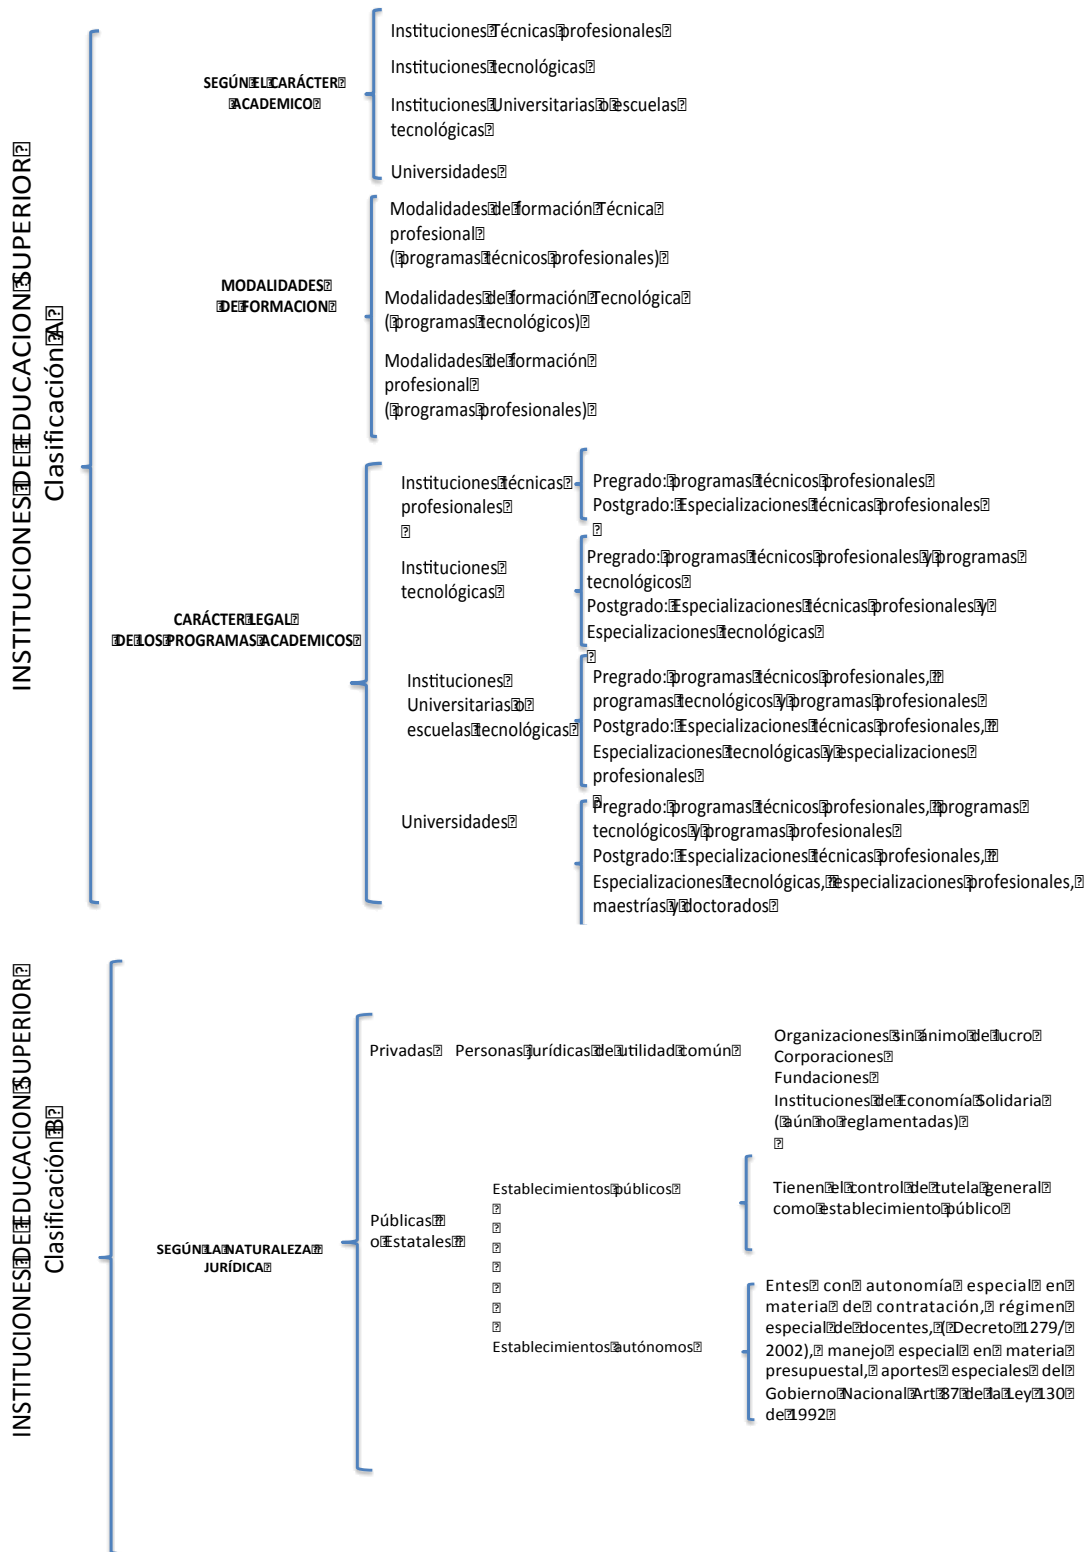 INSTITUCIONES DE EDUCACION SUPERIOR
Clasificación A
SEGÚN EL CARÁCTER
ACADEMICO
Instituciones Técnicas profesionales
Instituciones tecnológicas
Instituciones Universitarias o escuelas
tecnológicas
Universidades
MODALIDADES
DE FORMACION
Modalidades de formación Técnica
profesional
( programas técnicos profesionales)
Modalidades de formación Tecnológica
( programas tecnológicos)
Modalidades de formación
profesional
( programas profesionales)
CARÁCTER LEGAL
DE LOS PROGRAMAS ACADEMICOS
Instituciones técnicas
profesionales
Pregrado: programas técnicos profesionales
Postgrado: Especializaciones técnicas profesionales
Instituciones
tecnológicas
Pregrado: programas técnicos profesionales y programas
tecnológicos
Postgrado: Especializaciones técnicas profesionales y
Especializaciones tecnológicas
Instituciones
Universitarias o
escuelas tecnológicas
Pregrado: programas técnicos profesionales,
programas tecnológicos y programas profesionales
Postgrado: Especializaciones técnicas profesionales,
Especializaciones tecnológicas y especializaciones
profesionales
Universidades
Pregrado: programas técnicos profesionales, programas
tecnológicos y programas profesionales
Postgrado: Especializaciones técnicas profesionales,
Especializaciones tecnológicas, especializaciones profesionales,
maestrías y doctorados
INSTITUCIONES DE EDUCACION SUPERIOR
Clasificación B
SEGÚN LA NATURALEZA
JURÍDICA
Privadas Personas jurídicas de utilidad común
Organizaciones sin ánimo de lucro
Corporaciones
Fundaciones
Instituciones de Economía Solidaria
( aún no reglamentadas)
Públicas
o Estatales
Establecimientos públicos
Tienen el control de tutela general
como establecimiento público
Establecimientos autónomos
Entes con autonomía especial en
materia de contratación, régimen
especial de docentes, ( Decreto 1279/
2002), manejo especial en materia
presupuestal, aportes especiales del
Gobierno Nacional Art 87 de la Ley 130
de 1992